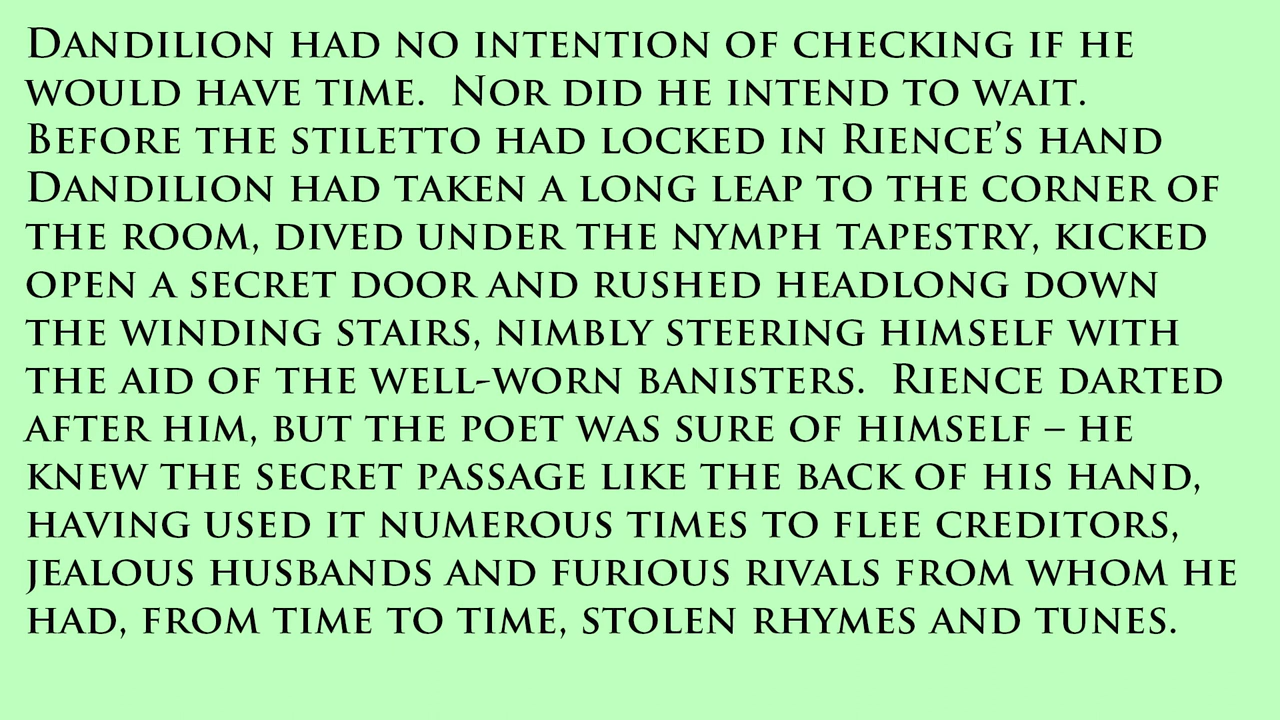 Dandilion had no intention of checking if he
would have time.  Nor did he intend to wait.
Before the stiletto had locked in Rience’s hand
Dandilion had taken a long leap to the corner of
the room, dived under the nymph tapestry, kicked
open a secret door and rushed headlong down
the winding stairs, nimbly steering himself with
the aid of the well-worn banisters.  Rience darted
after him, but the poet was sure of himself – he
knew the secret passage like the back of his hand,
having used it numerous times to flee creditors,
jealous husbands and furious rivals from whom he
had, from time to time, stolen rhymes and tunes.